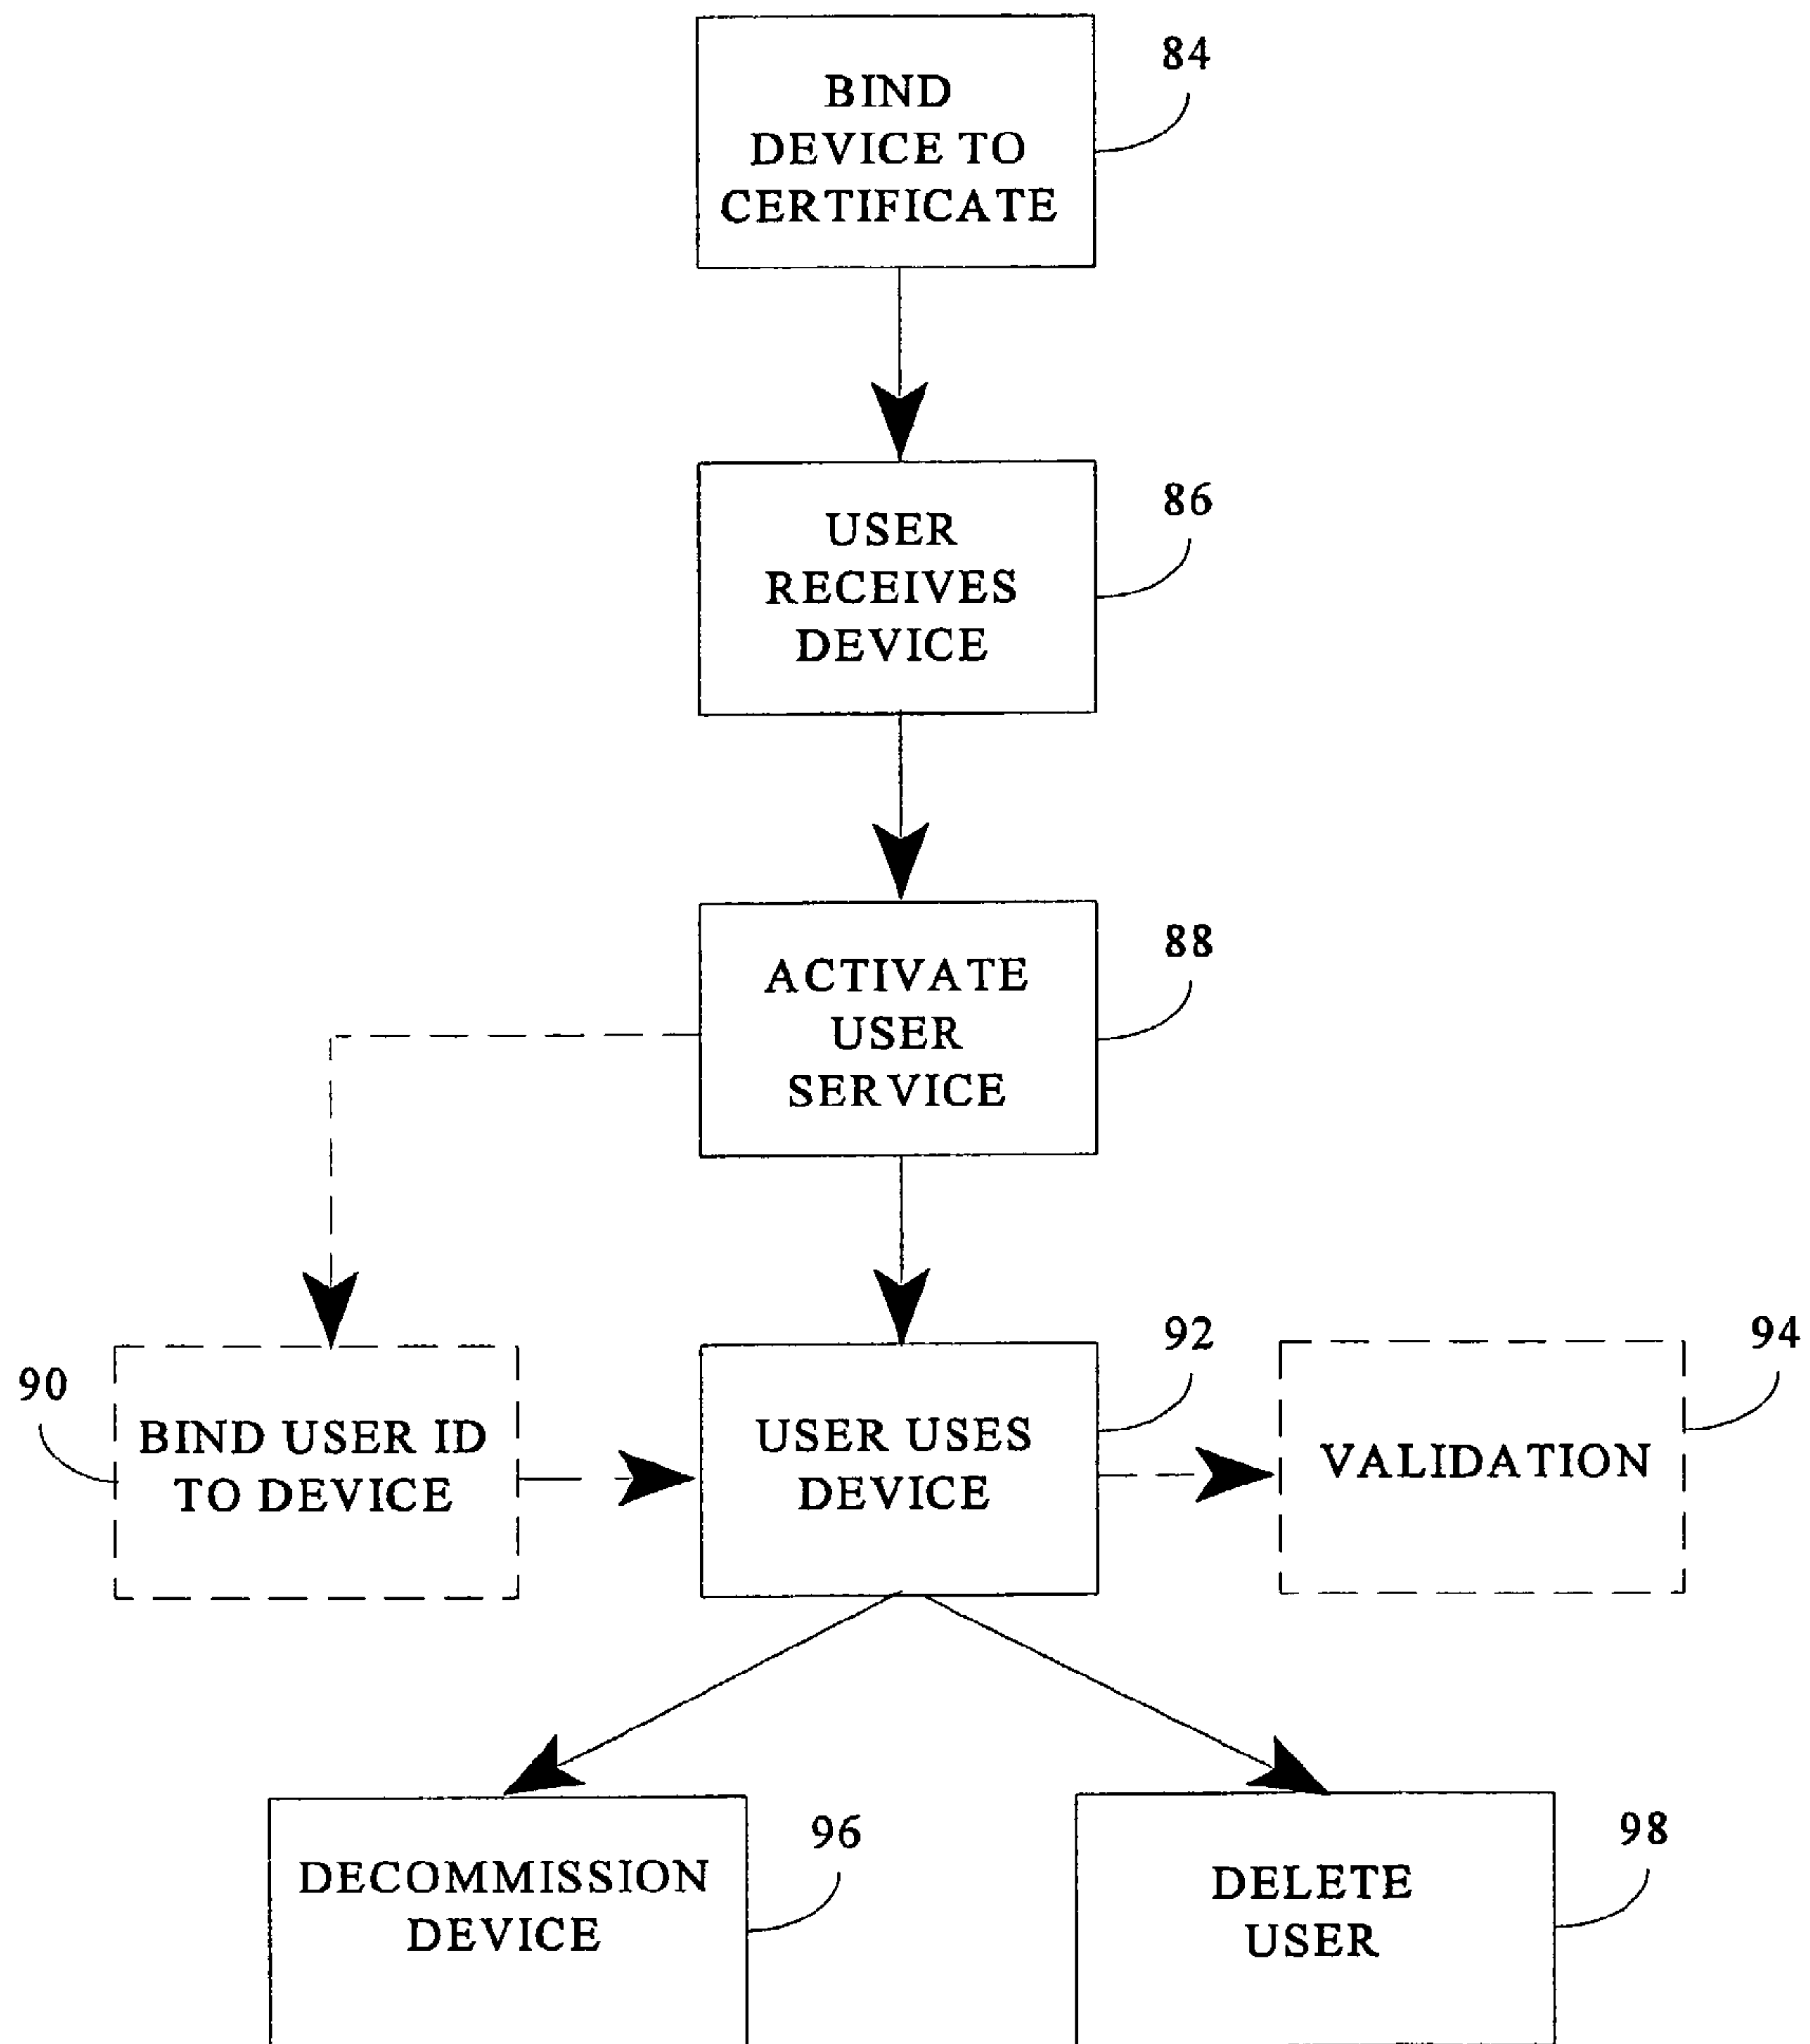 BIND
DEVICE TO
CERTIFICATE
84
USER
RECEIVES
DEVICE
86
ACTIVATE
USER
SERVICE
88
90
BIND USER ID
TO DEVICE
USER USES
DEVICE
92
VALIDATION
94
DECOMMISSION
DEVICE
96
DELETE
USER
98